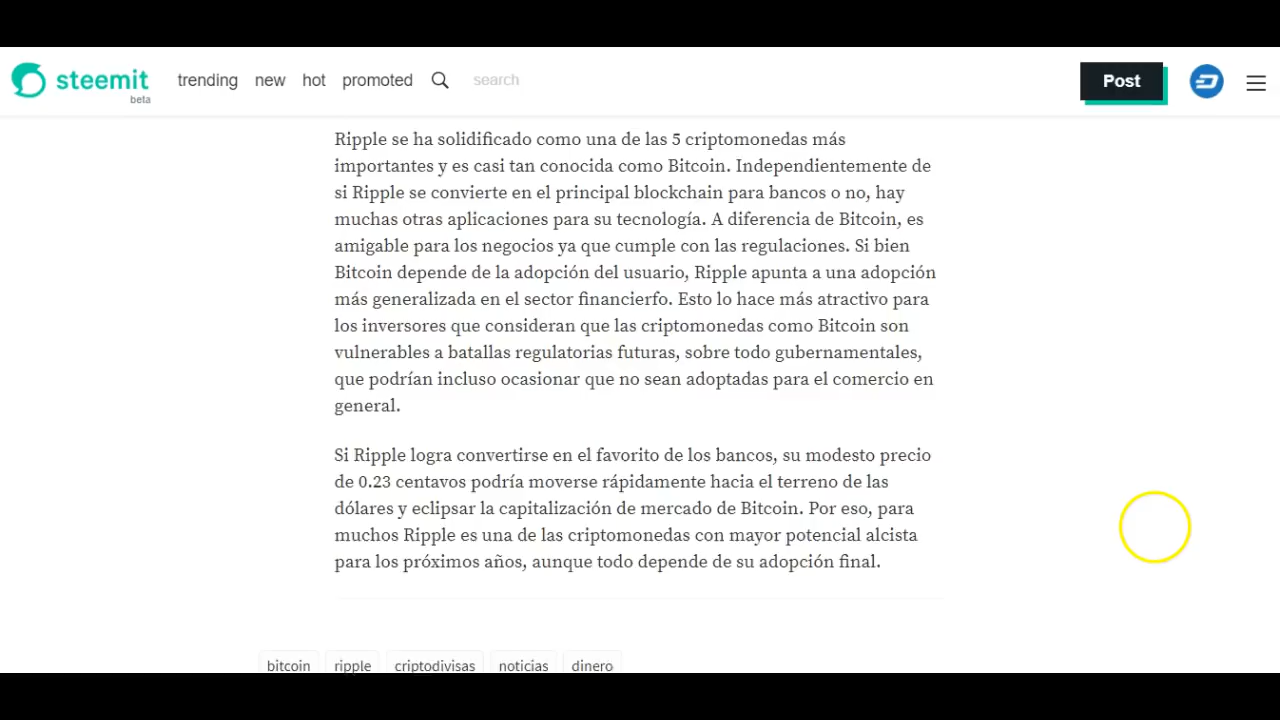 steemit
beta
trending new hot promoted search
Post
Ripple se ha solidificado como una de las 5 criptomonedas más
importantes y es casi tan conocida como Bitcoin. Independientemente de
si Ripple se convierte en el principal blockchain para bancos o no, hay
muchas otras aplicaciones para su tecnología. A diferencia de Bitcoin, es
amigable para los negocios ya que cumple con las regulaciones. Si bien
Bitcoin depende de la adopción del usuario, Ripple apunta a una adopción
más generalizada en el sector financierfo. Esto lo hace más atractivo para
los inversores que consideran que las criptomonedas como Bitcoin son
vulnerables a batallas regulatorias futuras, sobre todo gubernamentales,
que podrían incluso ocasionar que no sean adoptadas para el comercio en
general.
Si Ripple logra convertirse en el favorito de los bancos, su modesto precio
de 0.23 centavos podría moverse rápidamente hacia el terreno de las
dólares y eclipsar la capitalización de mercado de Bitcoin. Por eso, para
muchos Ripple es una de las criptomonedas con mayor potencial alcista
para los próximos años, aunque todo depende de su adopción final.
bitcoin ripple criptodivisas noticias dinero